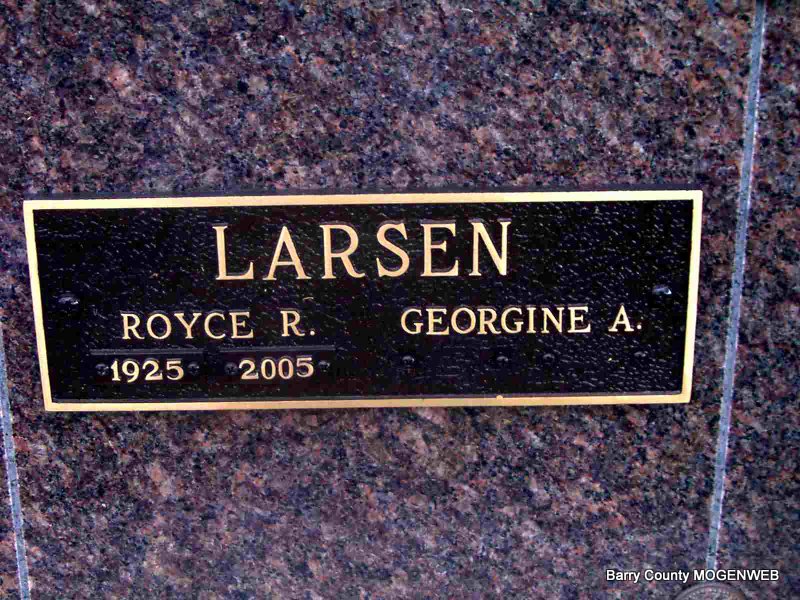 LARSEN
ROYCE R. GEORGINE A.
1925 2005
Barry County MOGENWEB